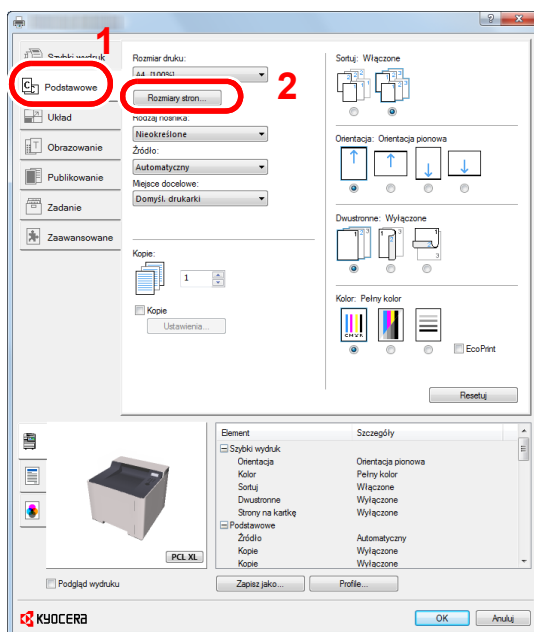 1
Szybki wydruk
Podstawowe
Układ
Obrazowanie
Publikowanie
Zadanie
Zaawansowane
Rozmiar druku:
A4 [100%]
Rozmiary stron...
2
Rodzaj nośnika:
Nieokreślone
Źródło:
Automatyczny
Miejsce docelowe:
Domyśl. drukarki
Kopie:
1
Kopie
Ustawienia...
Sortuj: Włączone
Orientacja: Orientacja pionowa
Dwustronne: Wyłączone
Kolor: Pełny kolor
CMYK
EcoPrint
Resetuj
PCL XL
Podgląd wydruku
Element Szczegóły
Szybki wydruk
Orientacja Orientacja pionowa
Kolor Pełny kolor
Sortuj Włączone
Dwustronne Wyłączone
Strony na kartkę Wyłączone
Podstawowe
Źródło Automatyczny
Kopie Wyłączone
Kopie Wyłączone
Zapisz jako... Profile...
KYOCERA
OK Anuluj